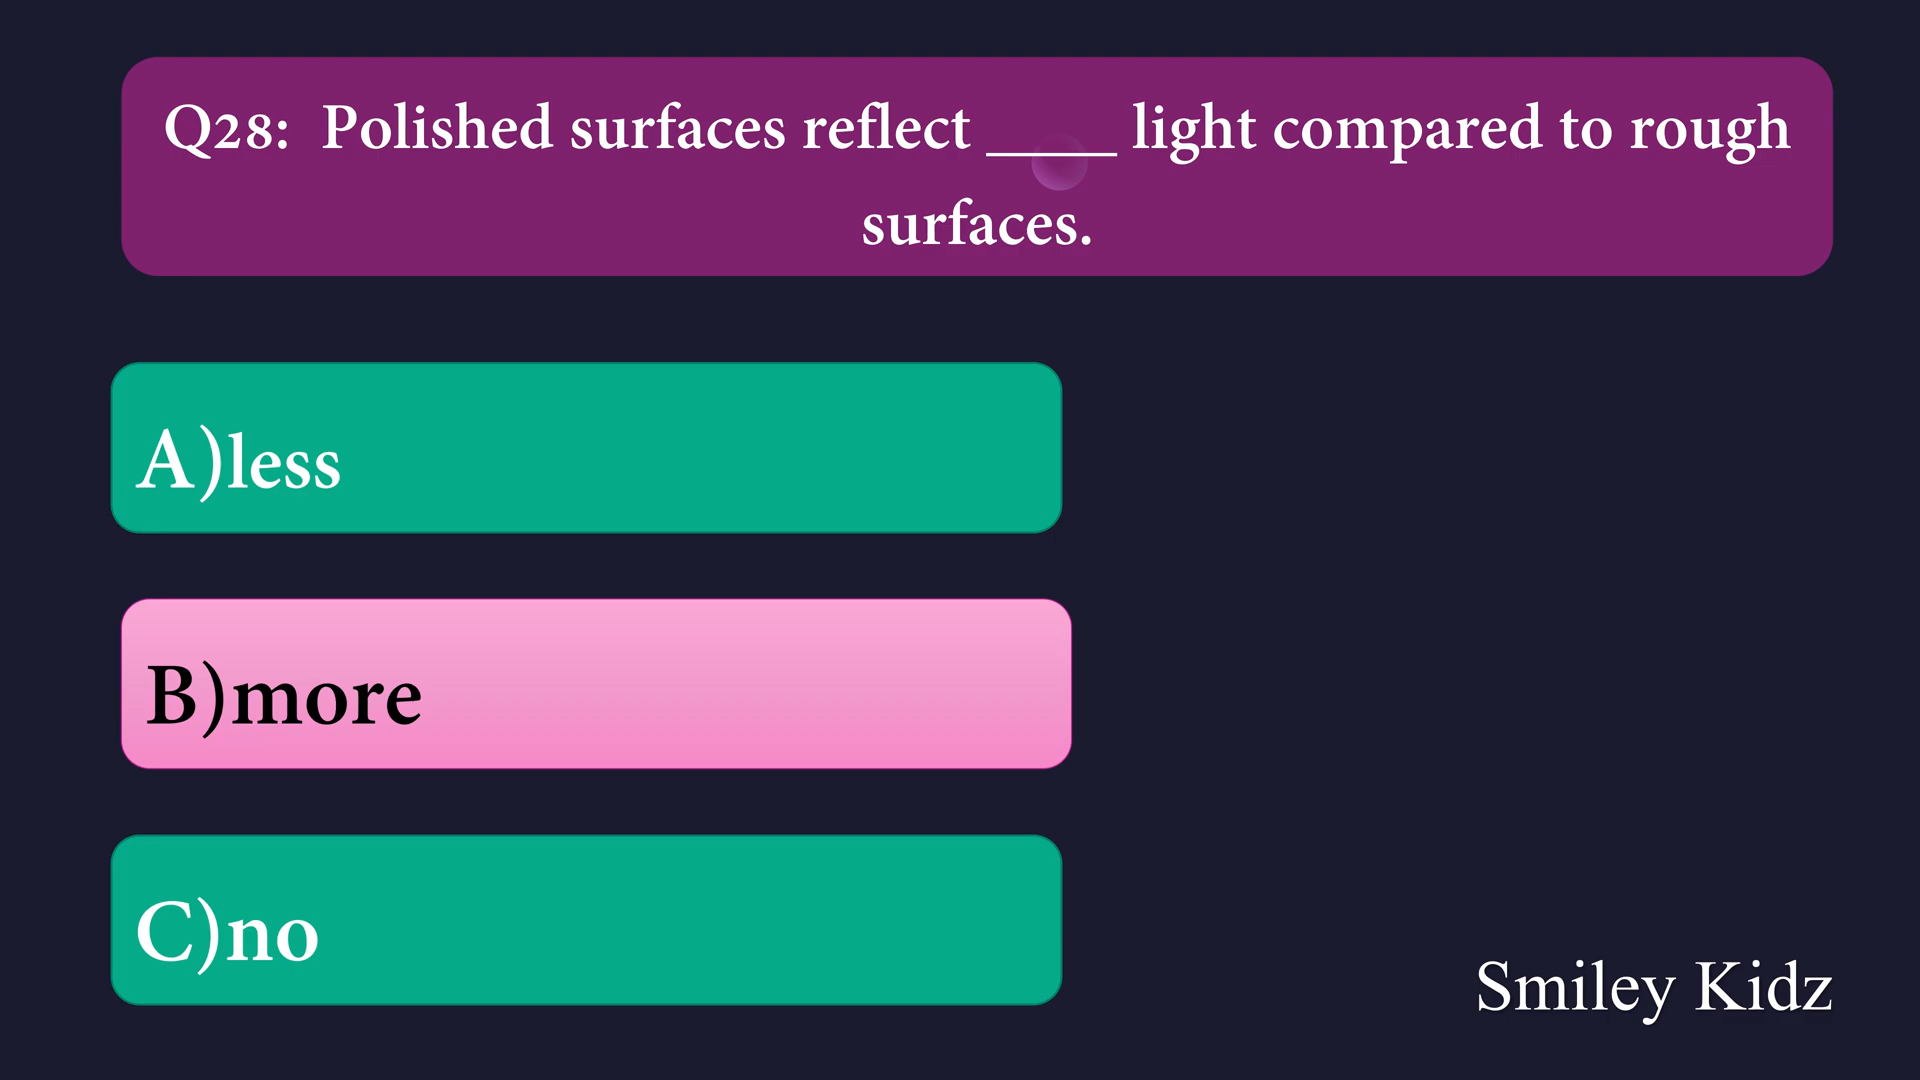 Q28: Polished surfaces reflect ____ light compared to rough
surfaces.
A)less
B)more
C)no
Smiley Kidz